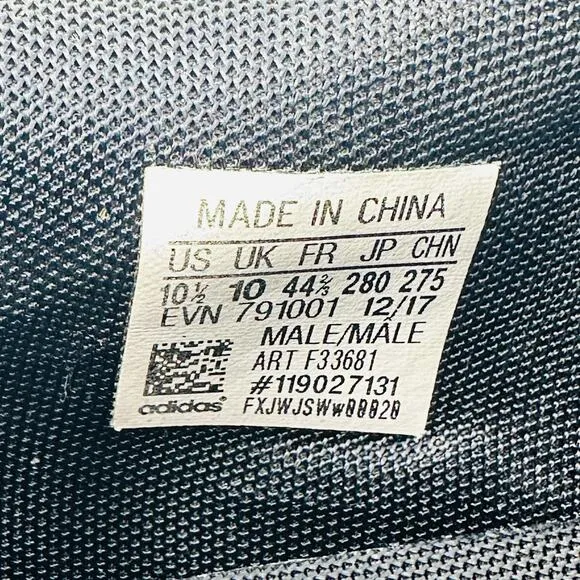 MADE IN CHINA
US UK FR JP CHN
10½ 10 44⅔ 280 275
EVN 791001 12/17
MALE/MÂLE
ART F33681
#119027131
adidas® FXJWJSWw00020